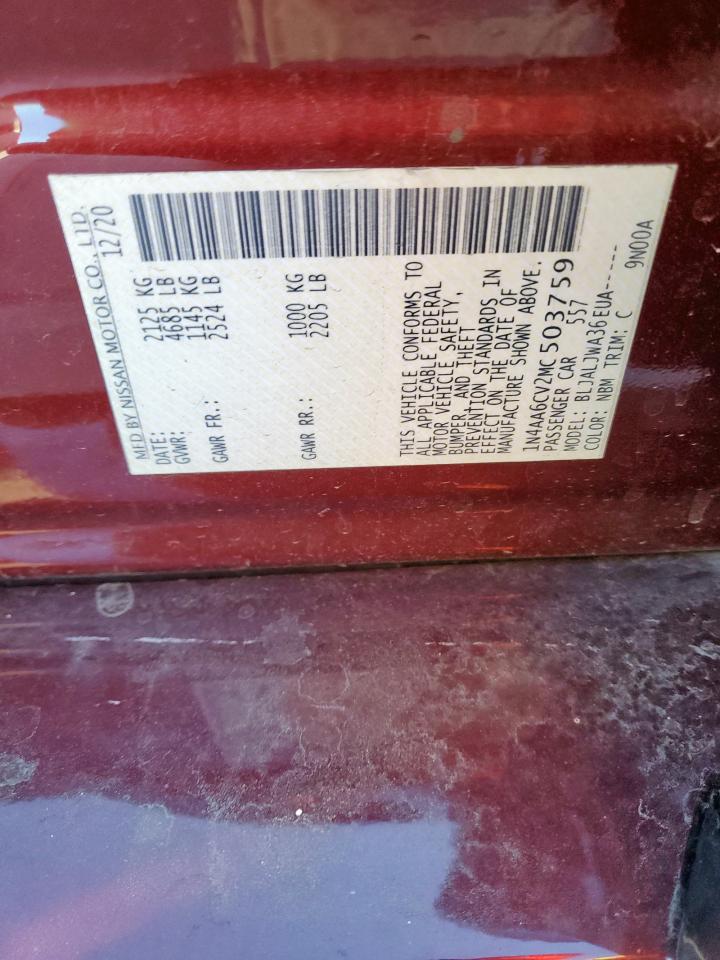 MFD BY NISSAN MOTOR CO., LTD.
DATE: 12/20
GVWR: 2125 KG
4685 LB
GAWR FR.: 1145 KG
2524 LB
GAWR RR.: 1000 KG
2205 LB
THIS VEHICLE CONFORMS TO
ALL APPLICABLE FEDERAL
MOTOR VEHICLE SAFETY,
BUMPER, AND THEFT
PREVENTION STANDARDS IN
EFFECT ON THE DATE OF
MANUFACTURE SHOWN ABOVE.
1N4AA6CV2MC503759
PASSENGER CAR 557
MODEL: BLJALJWA36EUA-----
COLOR: NBM TRIM: C 9N00A